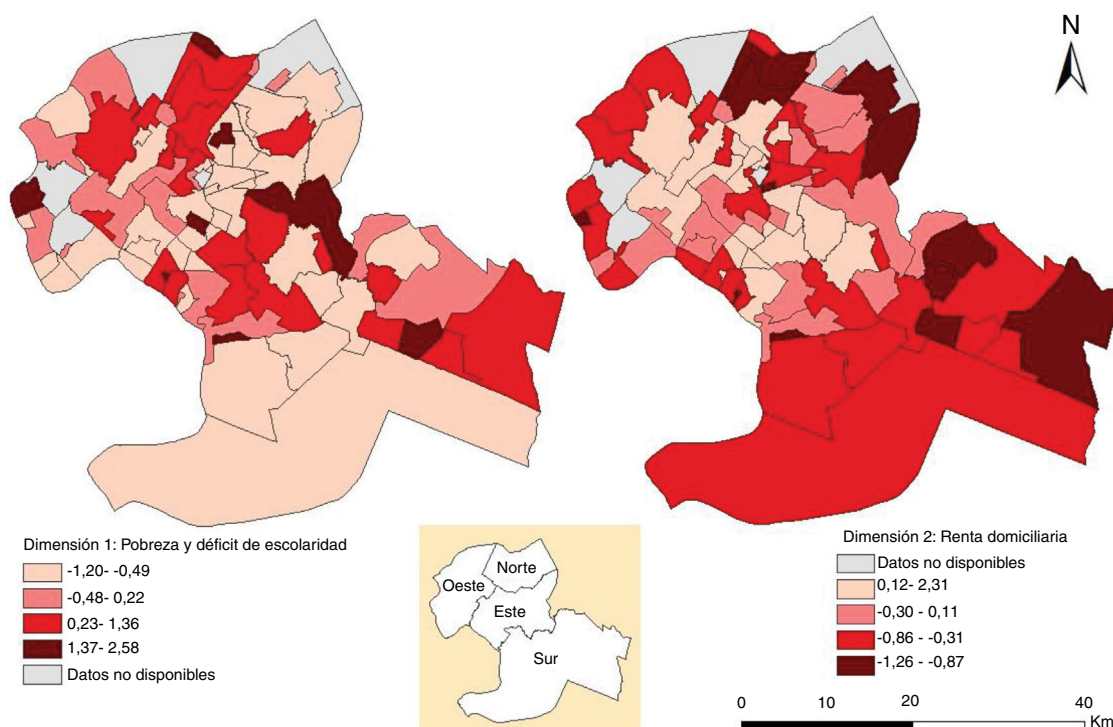 N
Dimensión 1: Pobreza y déficit de escolaridad
-1,20- -0,49
-0,48- 0,22
0,23- 1,36
1,37- 2,58
Datos no disponibles
Norte
Oeste
Este
Sur
Dimensión 2: Renta domiciliaria
Datos no disponibles
0,12- 2,31
-0,30 - 0,11
-0,86 - -0,31
-1,26 - -0,87
0 10 20 40
Km